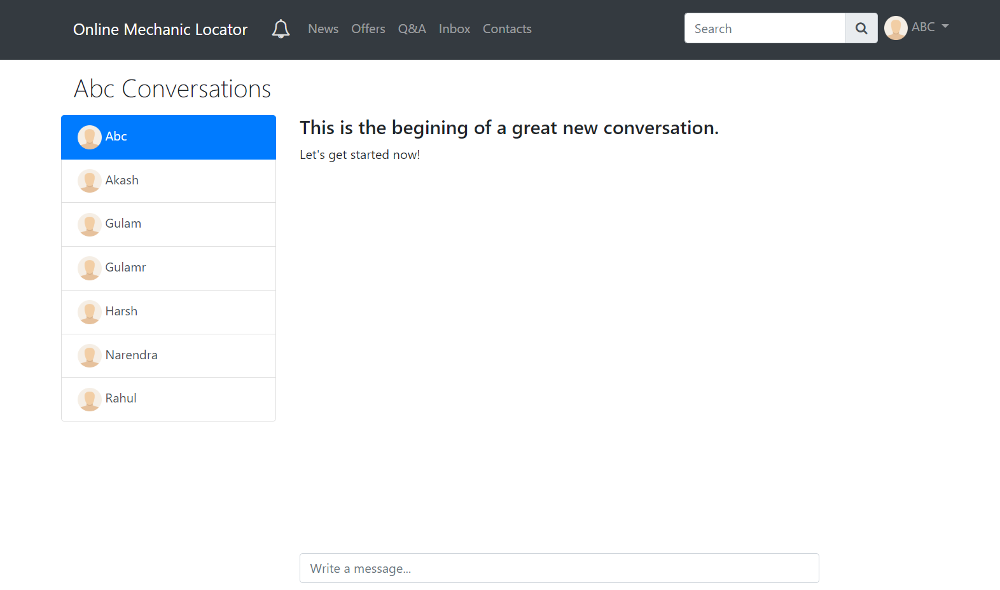 Online Mechanic Locator News Offers Q&A Inbox Contacts Search ABC
Abc Conversations
Abc
Akash
Gulam
Gulamr
Harsh
Narendra
Rahul
This is the begining of a great new conversation.
Let's get started now!
Write a message...